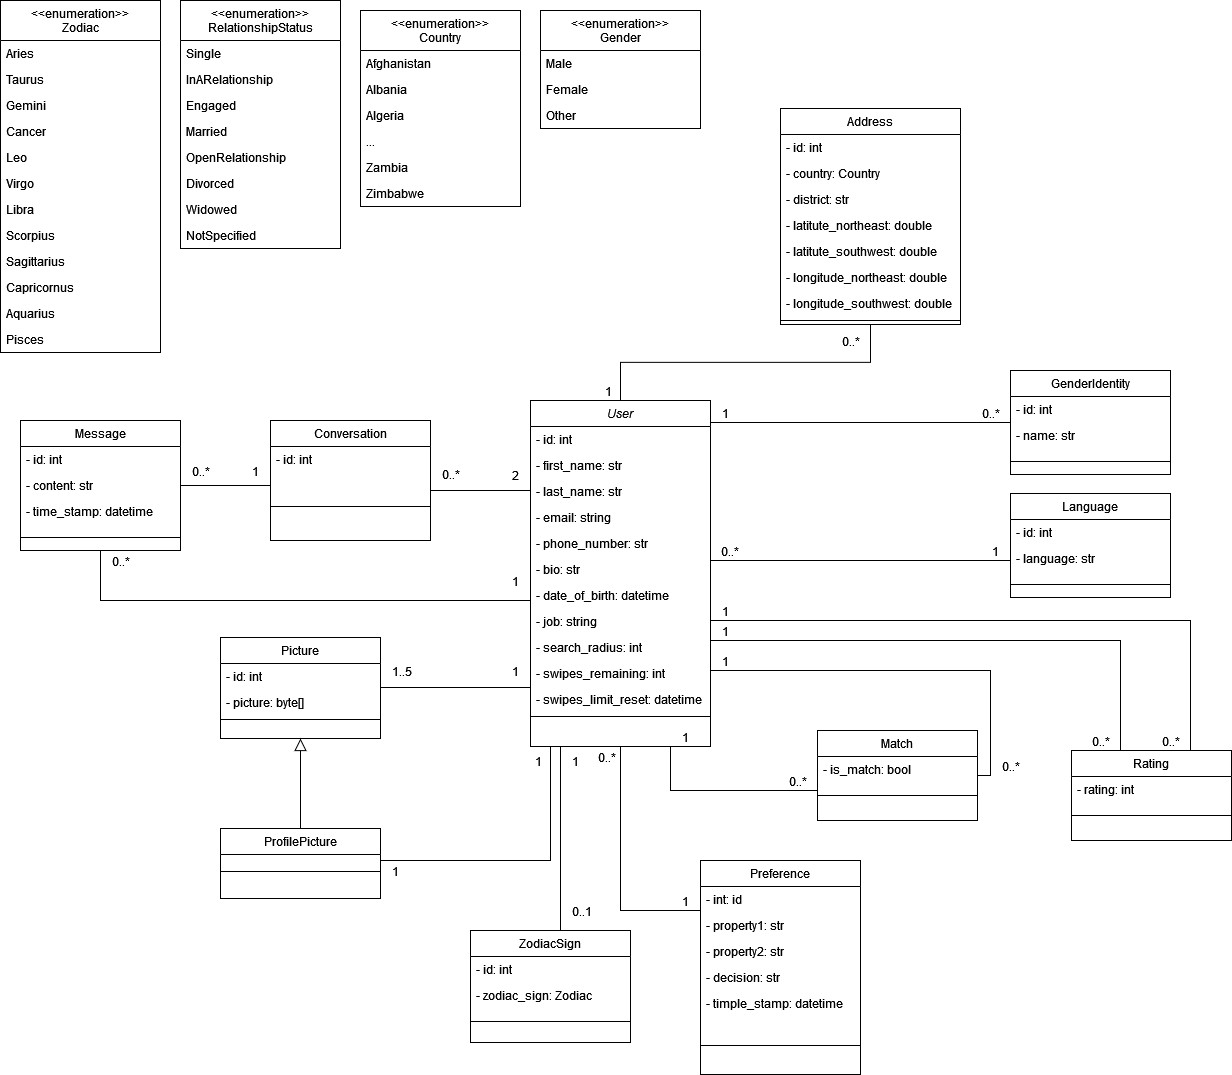 <<enumeration>>
Zodiac
Aries
Taurus
Gemini
Cancer
Leo
Virgo
Libra
Scorpius
Sagittarius
Capricornus
Aquarius
Pisces
<<enumeration>>
RelationshipStatus
Single
InARelationship
Engaged
Married
OpenRelationship
Divorced
Widowed
NotSpecified
<<enumeration>>
Country
Afghanistan
Albania
Algeria
...
Zambia
Zimbabwe
<<enumeration>>
Gender
Male
Female
Other
Address
- id: int
- country: Country
- district: str
- latitute_northeast: double
- latitute_southwest: double
- longitude_northeast: double
- longitude_southwest: double
0..*
1
GenderIdentity
- id: int
- name: str
1
0..*
Message
- id: int
- content: str
- time_stamp: datetime
0..*
1
Conversation
- id: int
0..*
2
User
- id: int
- first_name: str
- last_name: str
- email: string
- phone_number: str
- bio: str
- date_of_birth: datetime
- job: string
- search_radius: int
- swipes_remaining: int
- swipes_limit_reset: datetime
Language
- id: int
- language: str
0..*
1
0..*
1
1
1
1
Picture
- id: int
- picture: byte[]
1..5
1
1
1
1
0..*
Match
- is_match: bool
0..*
0..*
0..*
0..*
Rating
- rating: int
ProfilePicture
1
0..1
ZodiacSign
- id: int
- zodiac_sign: Zodiac
1
Preference
- int: id
- property1: str
- property2: str
- decision: str
- timple_stamp: datetime